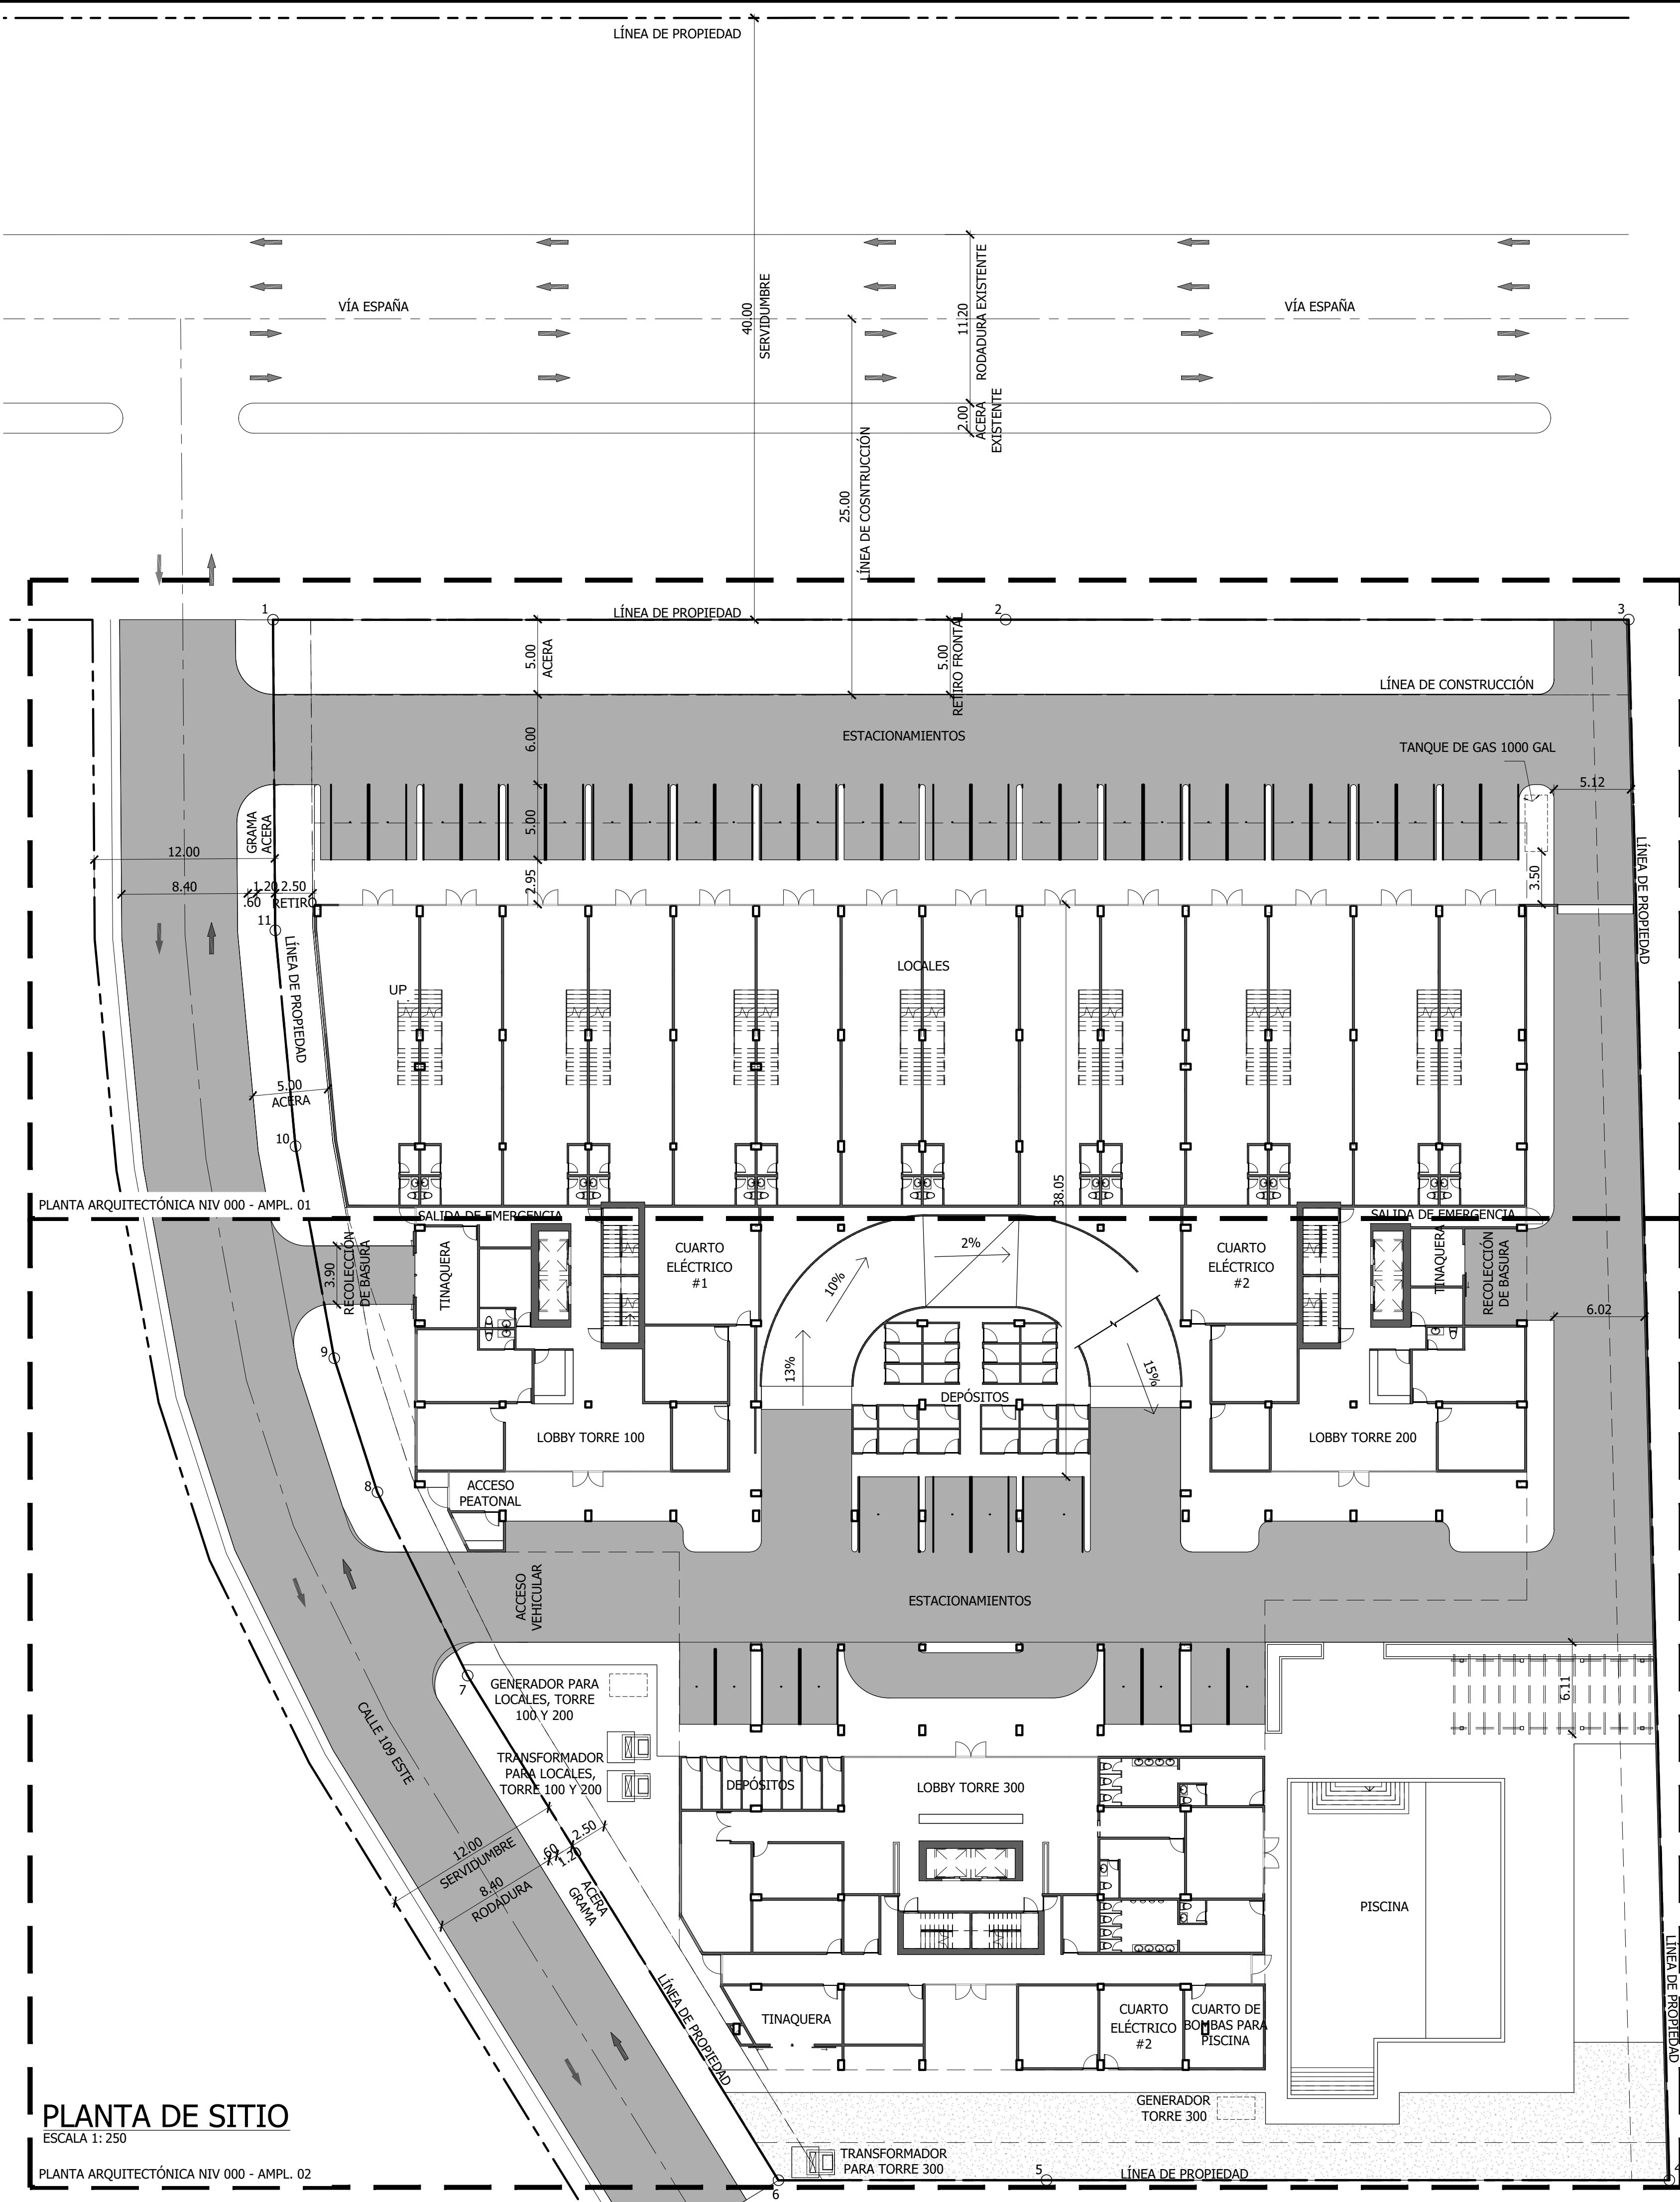 LÍNEA DE PROPIEDAD
40.00
SERVIDUMBRE
11.20
RODADURA EXISTENTE
VÍA ESPAÑA
VÍA ESPAÑA
2.00
ACERA
EXISTENTE
25.00
LÍNEA DE COSNTRUCCIÓN
1
LÍNEA DE PROPIEDAD
2
3
5.00
ACERA
5.00
RETIRO FRONTAL
LÍNEA DE CONSTRUCCIÓN
6.00
ESTACIONAMIENTOS
TANQUE DE GAS 1000 GAL
5.12
GRAMA
ACERA
5.00
12.00
LÍNEA DE PROPIEDAD
8.40
1.20
2.50
.60
RETIRO
2.95
3.50
11
LÍNEA DE PROPIEDAD
LOCALES
UP
5.00
ACERA
10
38.05
PLANTA ARQUITECTÓNICA NIV 000 - AMPL. 01
SALIDA DE EMERGENCIA
SALIDA DE EMERGENCIA
3.90
RECOLECCIÓN
DE BASURA
TINAQUERA
CUARTO
ELÉCTRICO
#1
10%
2%
CUARTO
ELÉCTRICO
#2
TINAQUERA
RECOLECCIÓN
DE BASURA
6.02
9
13%
15%
DEPÓSITOS
LOBBY TORRE 100
LOBBY TORRE 200
8
ACCESO
PEATONAL
ACCESO
VEHICULAR
ESTACIONAMIENTOS
7
GENERADOR PARA
LOCALES, TORRE
100 Y 200
6.11
CALLE 109 ESTE
TRANSFORMADOR
PARA LOCALES,
TORRE 100 Y 200
DEPÓSITOS
LOBBY TORRE 300
12.00
SERVIDUMBRE
.60
1.20
2.50
8.40
RODADURA
ACERA
GRAMA
PISCINA
LÍNEA DE PROPIEDAD
LÍNEA DE PROPIEDAD
TINAQUERA
CUARTO
ELÉCTRICO
#2
CUARTO DE
BOMBAS PARA
PISCINA
GENERADOR
TORRE 300
PLANTA DE SITIO
ESCALA 1: 250
TRANSFORMADOR
PARA TORRE 300
5
LÍNEA DE PROPIEDAD
4
PLANTA ARQUITECTÓNICA NIV 000 - AMPL. 02
6